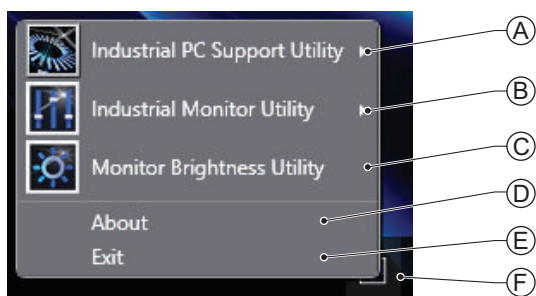 Industrial PC Support Utility
A
Industrial Monitor Utility
B
Monitor Brightness Utility
C
About
D
Exit
E
F